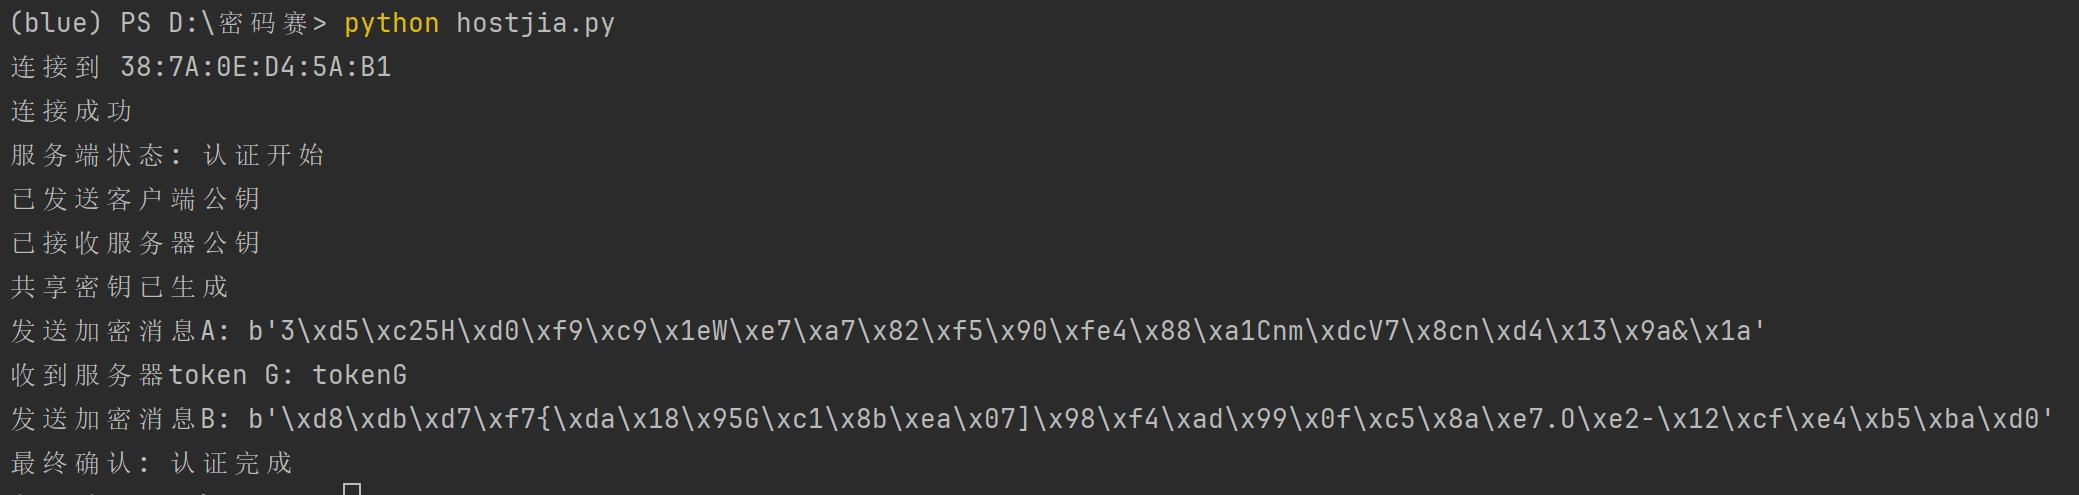 (blue) PS D:\密码赛> python hostjia.py
连接到 38:7A:0E:D4:5A:B1
连接成功
服务端状态: 认证开始
已发送客户端公钥
已接收服务器公钥
共享密钥已生成
发送加密消息A: b'3\xd5\xc25H\xd0\xf9\xc9\x1eW\xe7\xa7\x82\xf5\x90\xfe4\x88\xa1Cnm\xdcV7\x8cn\xd4\x13\x9a&\x1a'
收到服务器token G: tokenG
发送加密消息B: b'\xd8\xdb\xd7\xf7{\xda\x18\x95G\xc1\x8b\xea\x07]\x98\xf4\xad\x99\x0f\xc5\x8a\xe7.O\xe2-\x12\xcf\xe4\xb5\xba\xd0'
最终确认: 认证完成